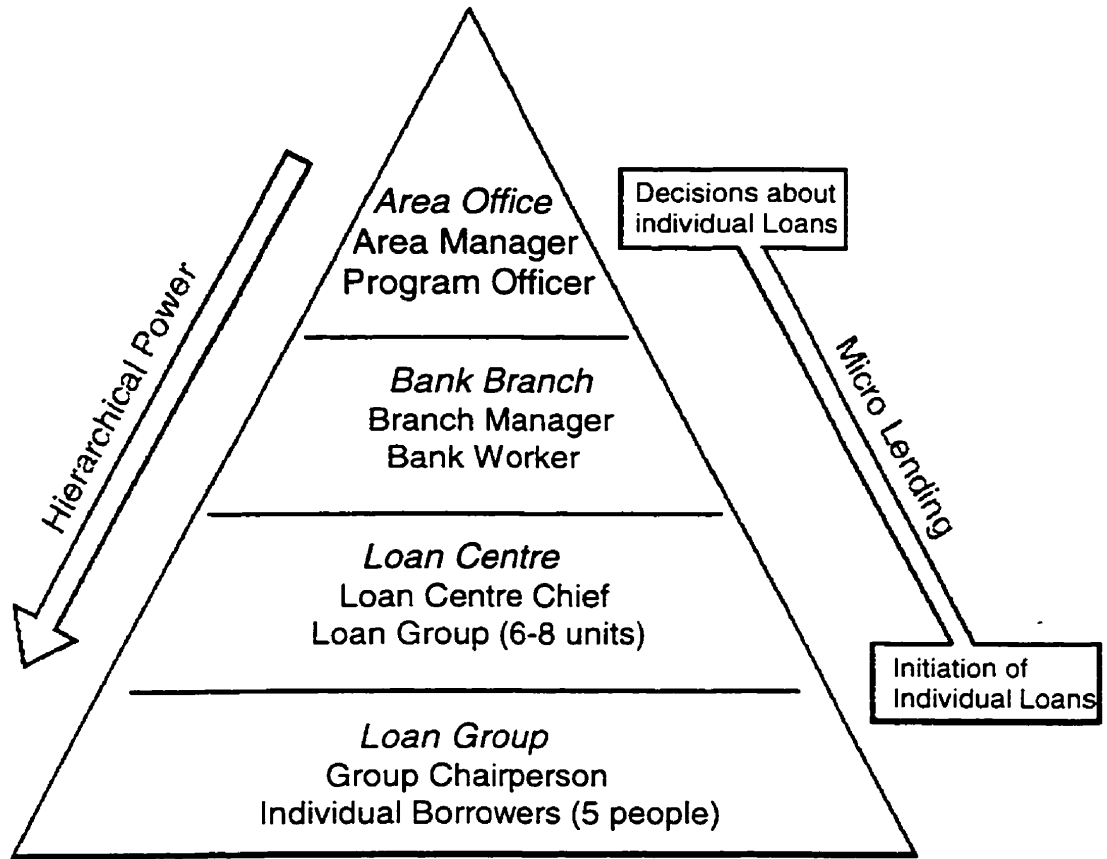 Area Office
Area Manager
Program Officer
Bank Branch
Branch Manager
Bank Worker
Loan Centre
Loan Centre Chief
Loan Group (6-8 units)
Loan Group
Group Chairperson
Individual Borrowers (5 people)
Hierarchical Power
Decisions about
individual Loans
Micro Lending
Initiation of
Individual Loans